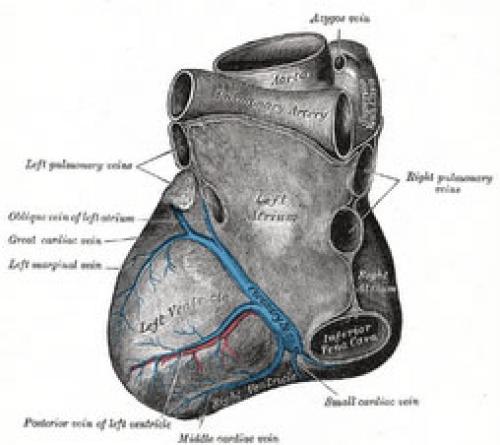 Azygos vein
Aorta
Pulmonary Artery
Left pulmonary veins
Right pulmonary
veins
Left
Atrium
Oblique vein of left atrium
Great cardiac vein
Left marginal vein
Right
Atrium
Left Ventricle
Coronary
Inferior
Vena Cava
Right Ventricle
Small cardiac vein
Posterior vein of left ventricle
Middle cardiac vein